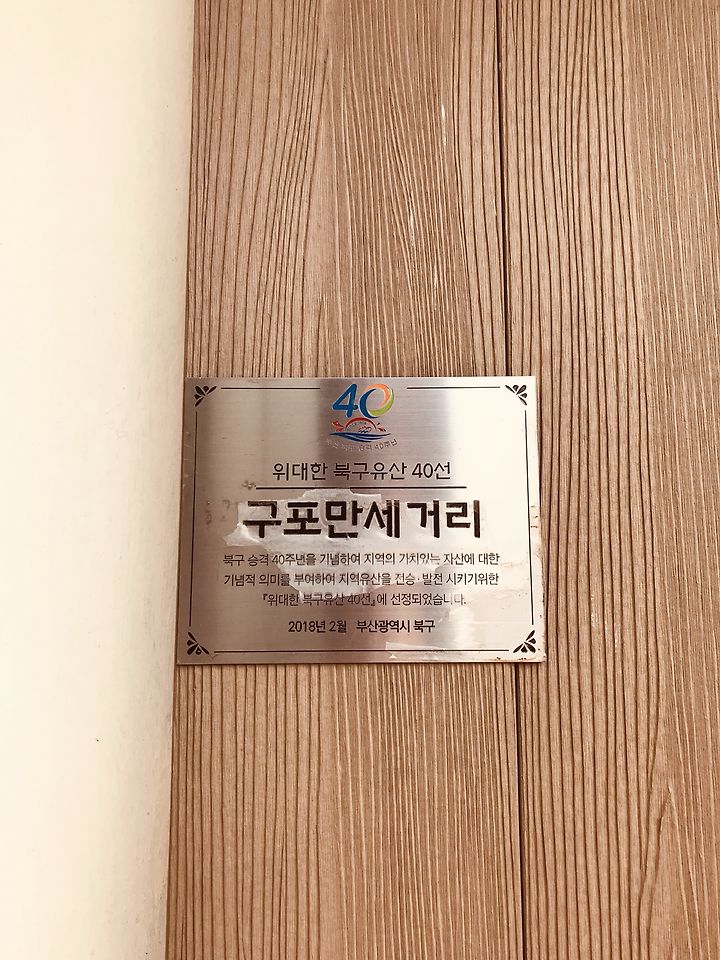 40
40주년
위대한 북구유산 40선
구포만세거리
북구 승격 40주년을 기념하여 지역의 가치있는 자산에 대한
기념적 의미를 부여하여 지역유산을 전승·발전 시키기위한
『위대한 북구유산 40선』에 선정되었습니다.
2018년 2월 부산광역시 북구